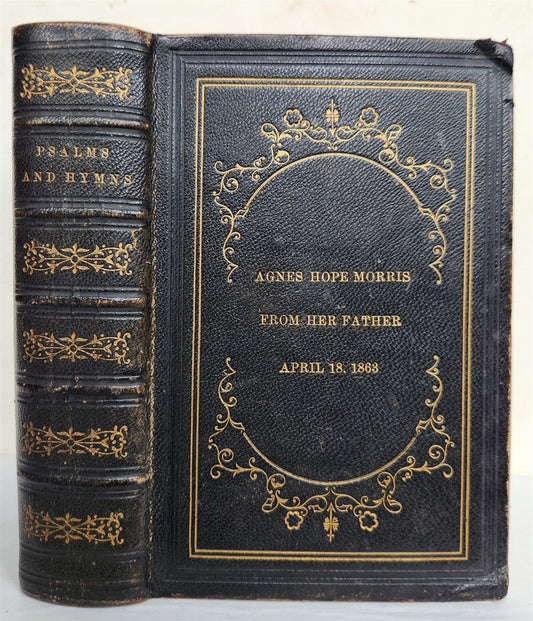 PSALMS
AND HYMNS
AGNES HOPE MORRIS
FROM HER FATHER
APRIL 18, 1863